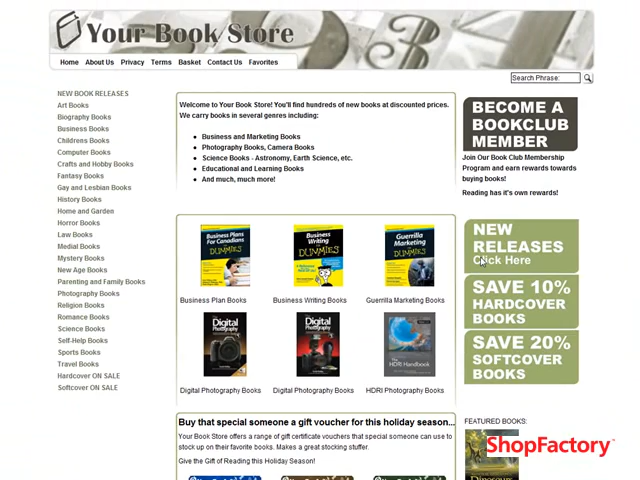 Your Book Store
Home About Us Privacy Terms Basket Contact Us Favorites
Search Phrase:
NEW BOOK RELEASES
Art Books
Biography Books
Business Books
Childrens Books
Computer Books
Crafts and Hobby Books
Fantasy Books
Gay and Lesbian Books
History Books
Home and Garden
Horror Books
Law Books
Medial Books
Mystery Books
New Age Books
Parenting and Family Books
Photography Books
Religion Books
Romance Books
Science Books
Self-Help Books
Sports Books
Travel Books
Hardcover ON SALE
Softcover ON SALE
Welcome to Your Book Store! You'll find hundreds of new books at discounted prices.
We carry books in several genres including:
Business and Marketing Books
Photography Books, Camera Books
Science Books - Astronomy, Earth Science, etc.
Educational and Learning Books
And much, much more!
Business Plans
For Canadians
DUMMIES
Business
Writing
DUMMIES
Guerrilla
Marketing
DUMMIES
Business Plan Books
Business Writing Books
Guerrilla Marketing Books
Digital
Photography
Digital
Photography
The
HDRI Handbook
Digital Photography Books
Digital Photography Books
HDRI Photography Books
Buy that special someone a gift voucher for this holiday season...
Your Book Store offers a range of gift certificate vouchers that special someone can use to
stock up on their favorite books. Makes a great stocking stuffer.
Give the Gift of Reading this Holiday Season!
BECOME A
BOOKCLUB
MEMBER
Join Our Book Club Membership
Program and earn rewards towards
buying books!
Reading has it's own rewards!
NEW
RELEASES
Click Here
SAVE 10%
HARDCOVER
BOOKS
SAVE 20%
SOFTCOVER
BOOKS
FEATURED BOOKS:
Dinosaurs
ShopFactory